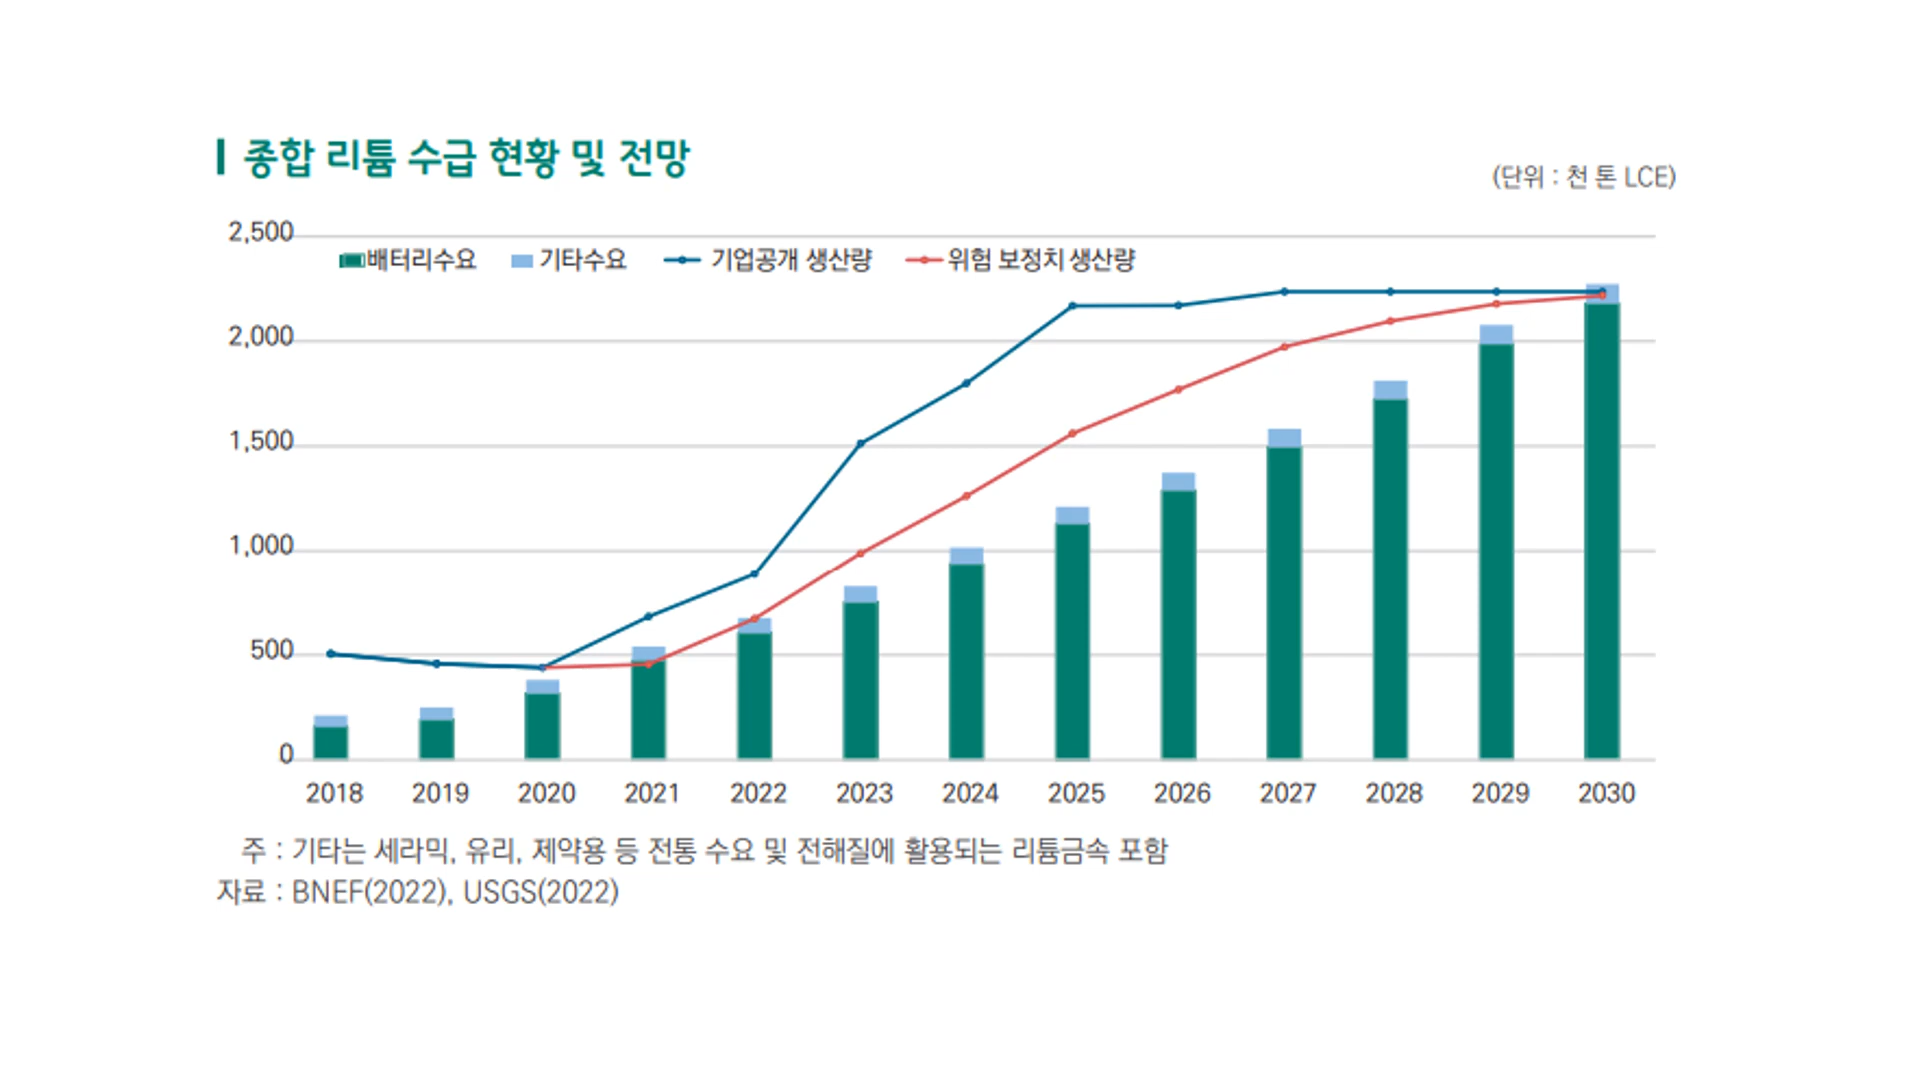 종합 리튬 수급 현황 및 전망
(단위 : 천 톤 LCE)
2,500
배터리수요 기타수요 기업공개 생산량 위험 보정치 생산량
2,000
1,500
1,000
500
0
2018 2019 2020 2021 2022 2023 2024 2025 2026 2027 2028 2029 2030
주 : 기타는 세라믹, 유리, 제약용 등 전통 수요 및 전해질에 활용되는 리튬금속 포함
자료 : BNEF(2022), USGS(2022)